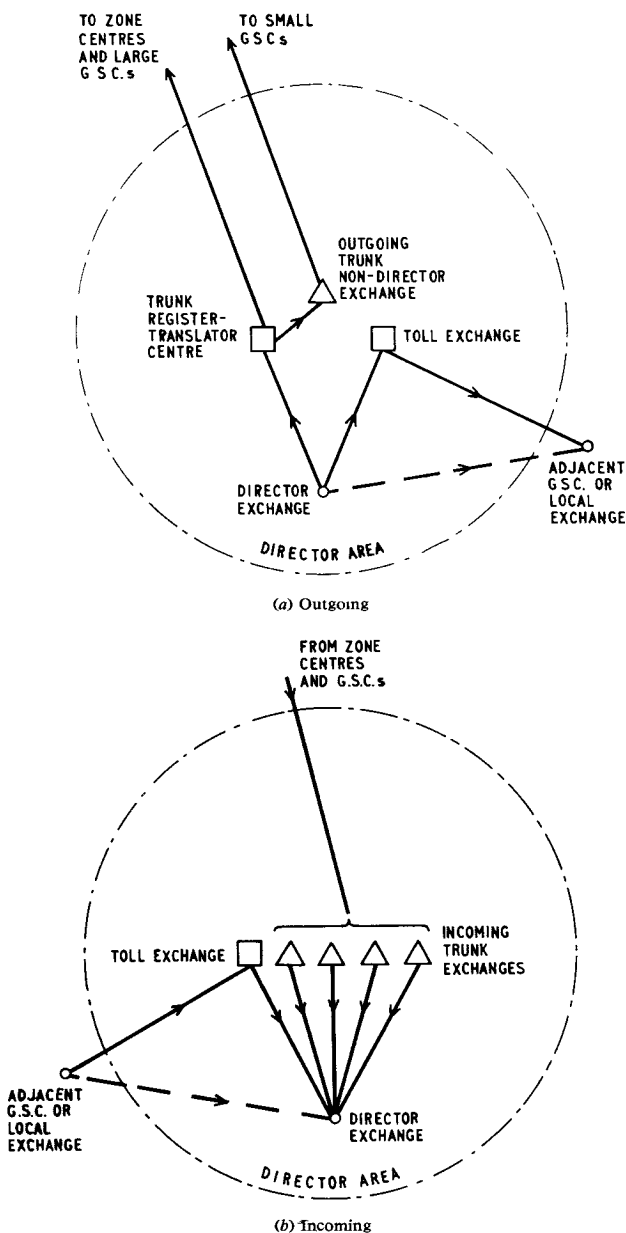 TO ZONE
CENTRES
AND LARGE
G S C.s
TO SMALL
G S C s
OUTGOING
TRUNK
NON-DIRECTOR
EXCHANGE
TRUNK
REGISTER-
TRANSLATOR
CENTRE
TOLL EXCHANGE
DIRECTOR
EXCHANGE
ADJACENT
G.S.C. OR
LOCAL
EXCHANGE
DIRECTOR AREA
(a) Outgoing
FROM ZONE
CENTRES
AND G.S.C.s
TOLL EXCHANGE
INCOMING
TRUNK
EXCHANGES
ADJACENT
G.S.C. OR
LOCAL
EXCHANGE
DIRECTOR
EXCHANGE
DIRECTOR AREA
(b) Incoming